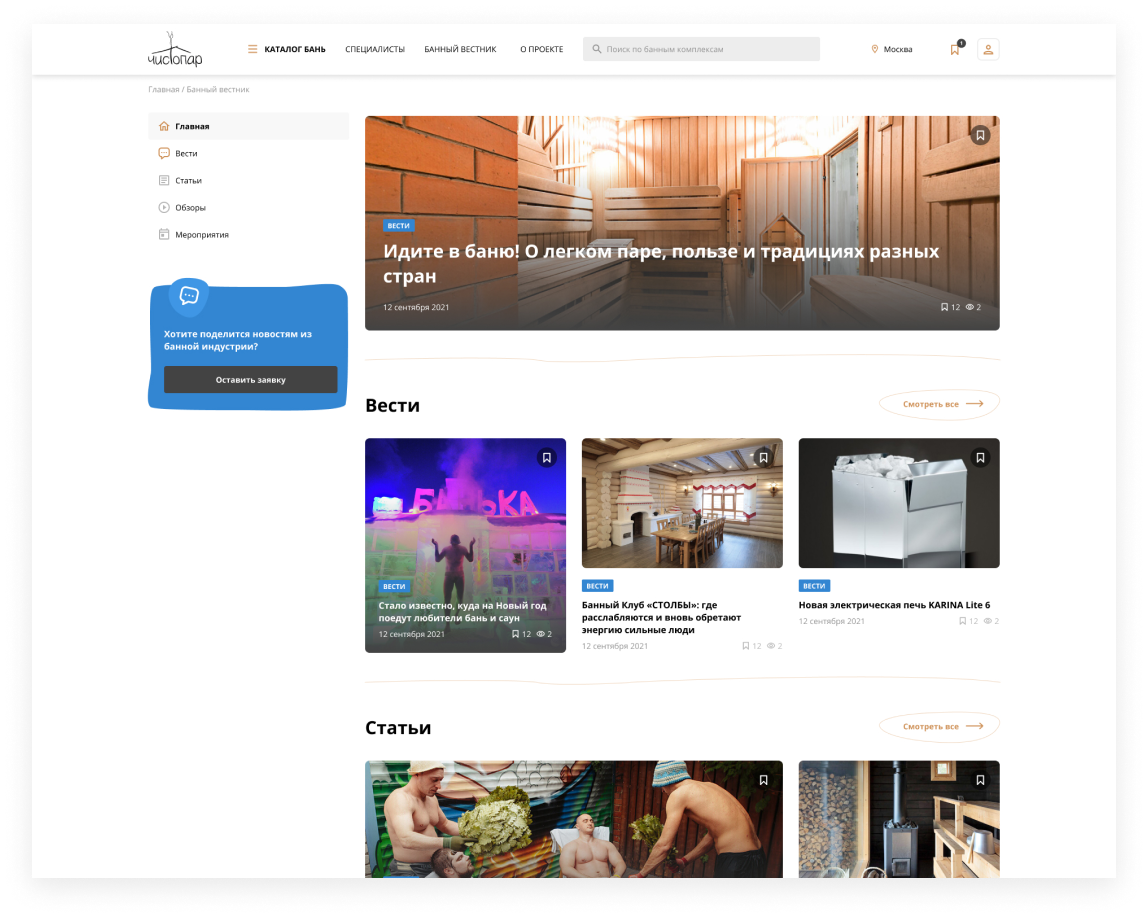 чистопар
КАТАЛОГ БАНЬ
СПЕЦИАЛИСТЫ
БАННЫЙ ВЕСТНИК
О ПРОЕКТЕ
Поиск по банным комплексам
Москва
1
Главная / Банный вестник
Главная
Вести
Статьи
Обзоры
Мероприятия
Хотите поделится новостям из
банной индустрии?
Оставить заявку
ВЕСТИ
Идите в баню! О легком паре, пользе и традициях разных
стран
12 сентября 2021
12 2
Вести
Смотреть все
ВЕСТИ
Стало известно, куда на Новый год
поедут любители бань и саун
12 сентября 2021
12 2
ВЕСТИ
Банный Клуб «СТОЛБЫ»: где
расслабляются и вновь обретают
энергию сильные люди
12 сентября 2021
12 2
ВЕСТИ
Новая электрическая печь KARINA Lite 6
12 сентября 2021
12 2
Статьи
Смотреть все